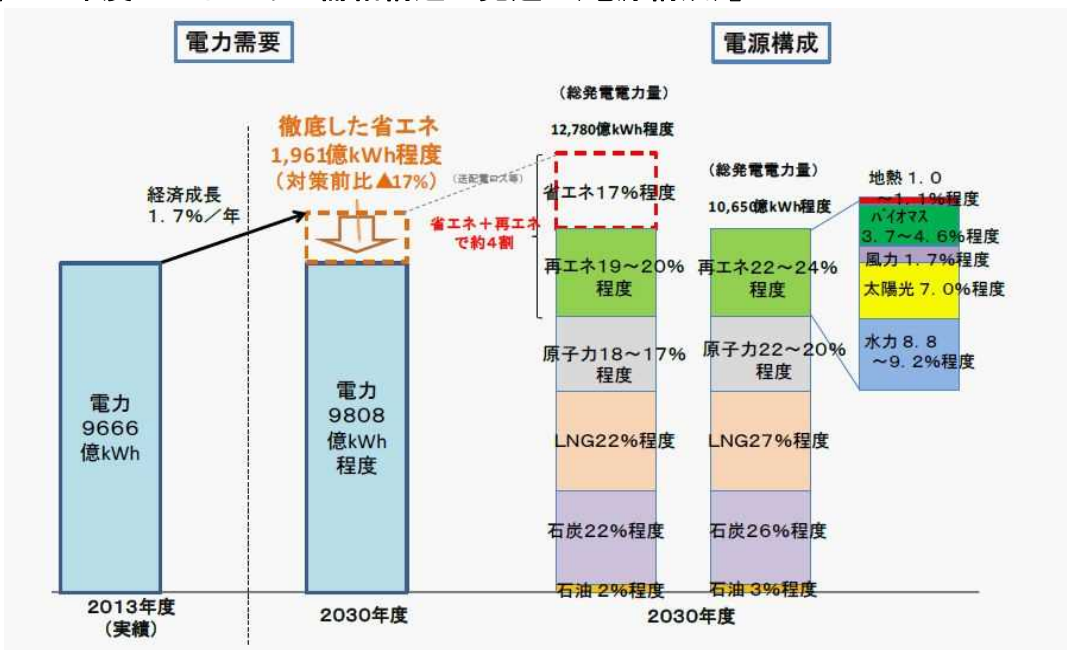 電力需要
電源構成
徹底した省エネ
1,961億kWh程度
(対策前比▲17%)
経済成長
1.7%/年
(送配電ロス等)
省エネ+再エネ
で約4割
(総発電電力量)
12,780億kWh程度
省エネ17%程度
再エネ19~20%
程度
原子力18~17%
程度
LNG22%程度
石炭22%程度
石油 2%程度
(総発電電力量)
10,650億kWh程度
再エネ22~24%
程度
原子力22~20%
程度
LNG27%程度
石炭26%程度
石油 3%程度
地熱 1.0
~1.1%程度
バイオマス
3.7~4.6%程度
風力 1.7%程度
太陽光 7.0%程度
水力 8.8
~9.2%程度
電力
9666
億kWh
電力
9808
億kWh
程度
2013年度
(実績)
2030年度
2030年度